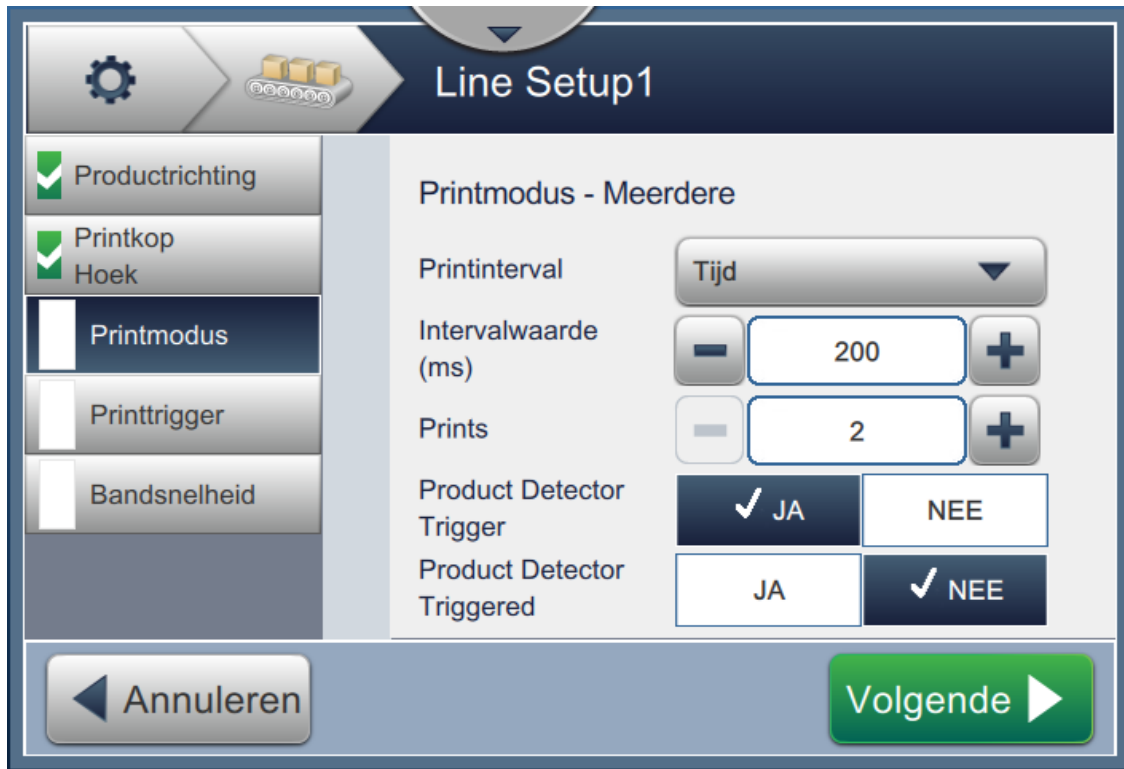 Line Setup1
Productrichting
Printkop
Hoek
Printmodus
Printtrigger
Bandsnelheid
Printmodus - Meerdere
Printinterval
Tijd
Intervalwaarde
(ms)
200
Prints
2
Product Detector
Trigger
JA
NEE
Product Detector
Triggered
JA
NEE
Annuleren
Volgende